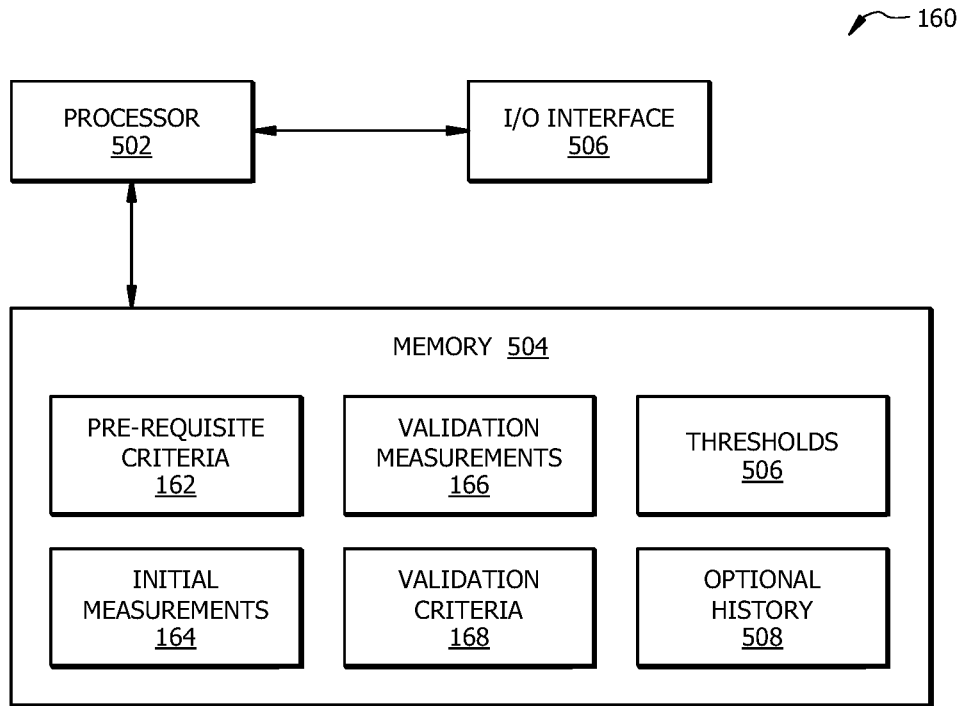 160
PROCESSOR
502
I/O INTERFACE
506
MEMORY 504
PRE-REQUISITE
CRITERIA
162
VALIDATION
MEASUREMENTS
166
THRESHOLDS
506
INITIAL
MEASUREMENTS
164
VALIDATION
CRITERIA
168
OPTIONAL
HISTORY
508